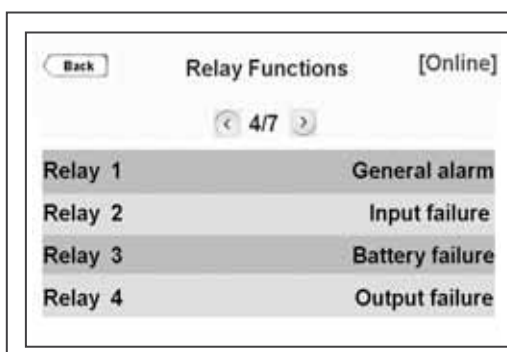 Back Relay Functions [Online]
< 4/7 >
Relay 1 General alarm
Relay 2 Input failure
Relay 3 Battery failure
Relay 4 Output failure